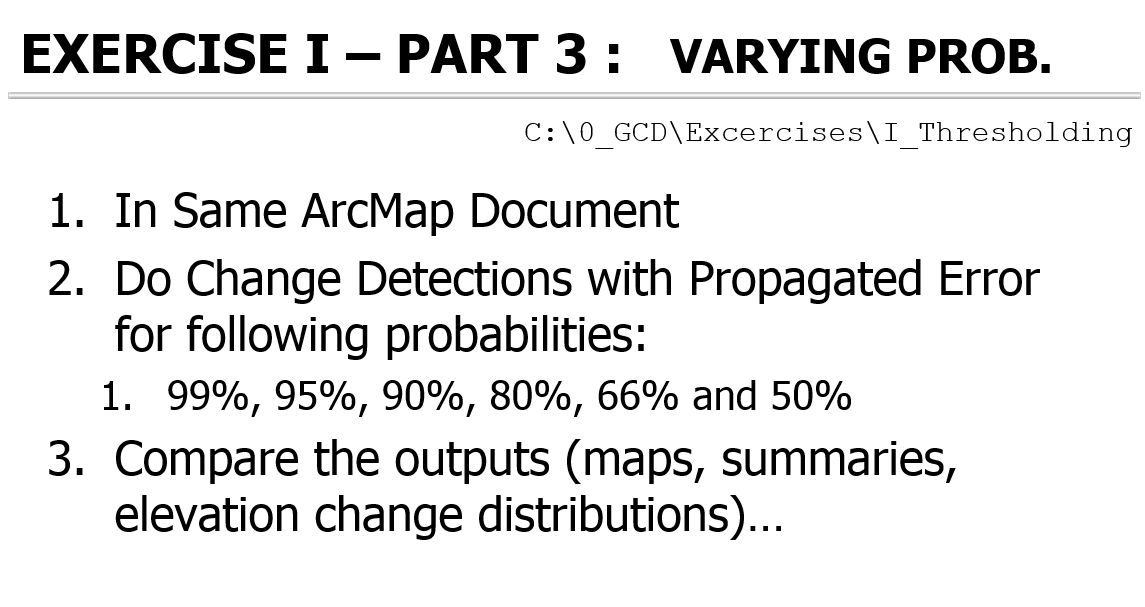 EXERCISE I – PART 3 : VARYING PROB.
C:\0_GCD\Excercises\I_Thresholding
1. In Same ArcMap Document
2. Do Change Detections with Propagated Error
for following probabilities:
1. 99%, 95%, 90%, 80%, 66% and 50%
3. Compare the outputs (maps, summaries,
elevation change distributions)…